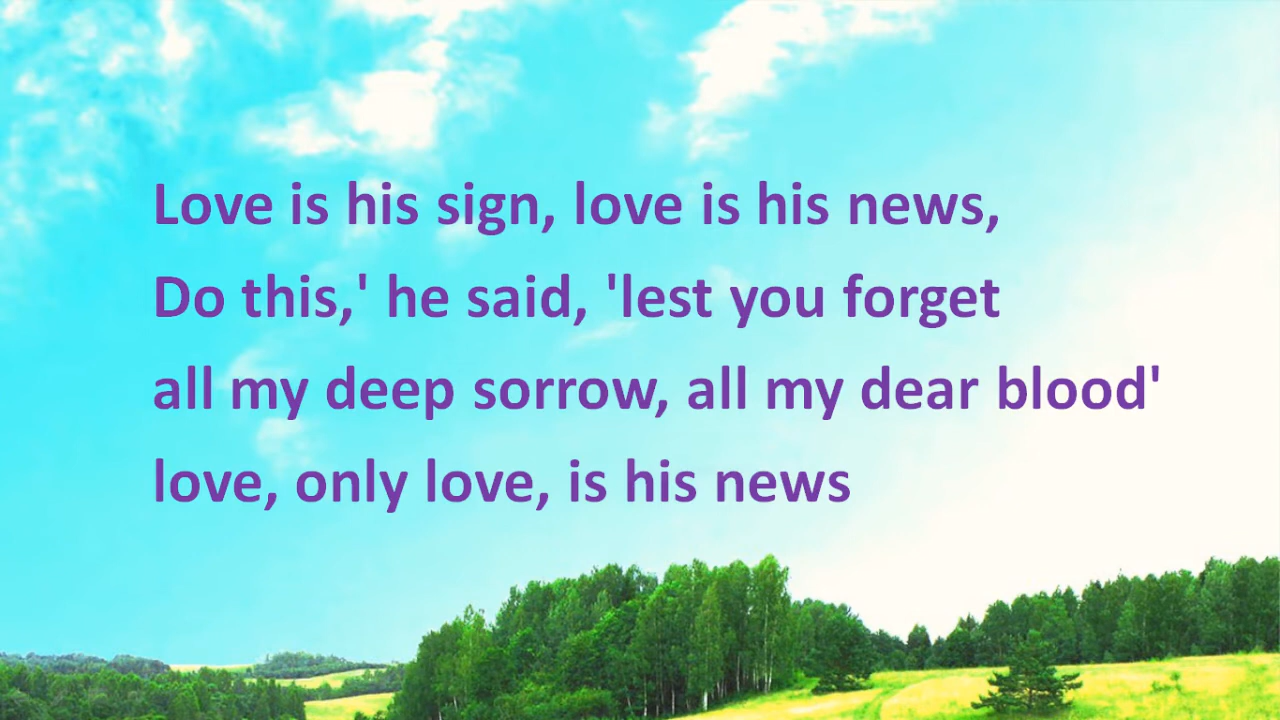 Love is his sign, love is his news,
Do this,' he said, 'lest you forget
all my deep sorrow, all my dear blood'
love, only love, is his news